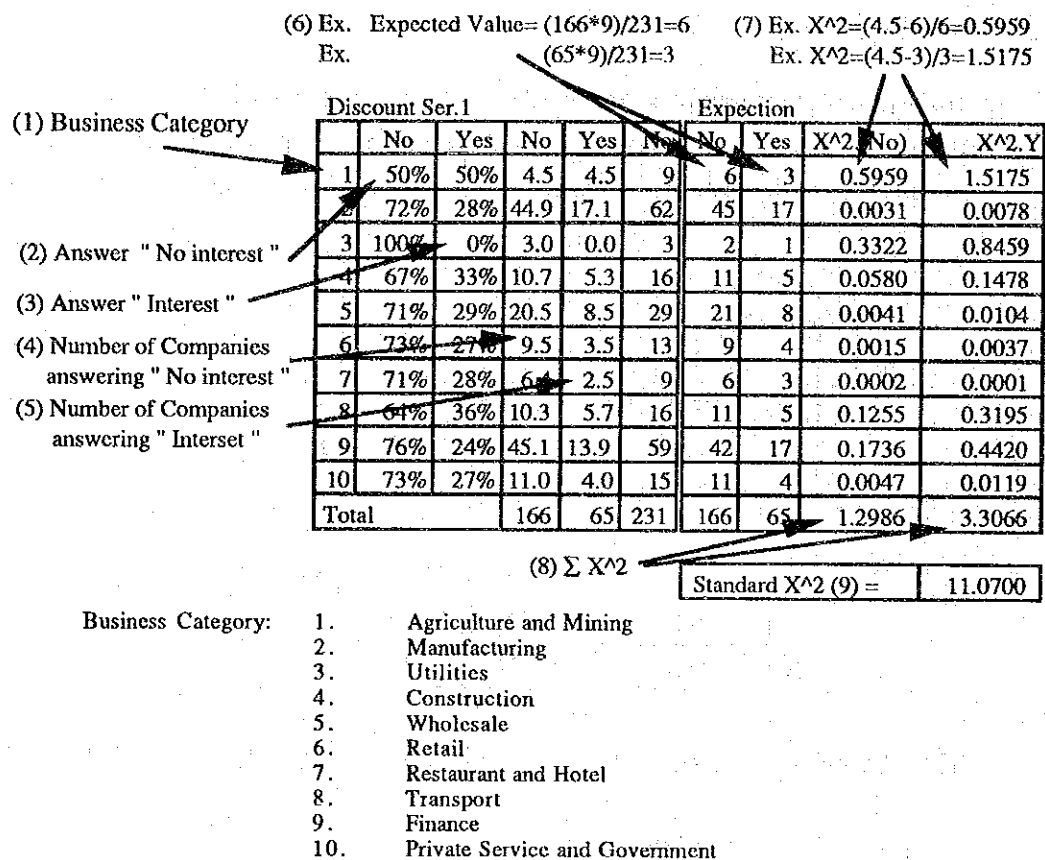 (6) Ex. Expected Value= (166*9)/231=6 (7) Ex. X^2=(4.5-6)/6=0.5959
Ex. (65*9)/231=3 Ex. X^2=(4.5-3)/3=1.5175
(1) Business Category
Discount Ser.1 Expection
No Yes No Yes No No Yes X^2.(No) X^2.Y
1 50% 50% 4.5 4.5 9 6 3 0.5959 1.5175
2 72% 28% 44.9 17.1 62 45 17 0.0031 0.0078
3 100% 0% 3.0 0.0 3 2 1 0.3322 0.8459
4 67% 33% 10.7 5.3 16 11 5 0.0580 0.1478
5 71% 29% 20.5 8.5 29 21 8 0.0041 0.0104
6 73% 27% 9.5 3.5 13 9 4 0.0015 0.0037
7 71% 28% 6.4 2.5 9 6 3 0.0002 0.0001
8 64% 36% 10.3 5.7 16 11 5 0.1255 0.3195
9 76% 24% 45.1 13.9 59 42 17 0.1736 0.4420
10 73% 27% 11.0 4.0 15 11 4 0.0047 0.0119
Total 166 65 231 166 65 1.2986 3.3066
(2) Answer " No interest "
(3) Answer " Interest "
(4) Number of Companies
answering " No interest "
(5) Number of Companies
answering " Interset "
(8) ∑ X^2
Standard X^2 (9) = 11.0700
Business Category: 1. Agriculture and Mining
2. Manufacturing
3. Utilities
4. Construction
5. Wholesale
6. Retail
7. Restaurant and Hotel
8. Transport
9. Finance
10. Private Service and Government